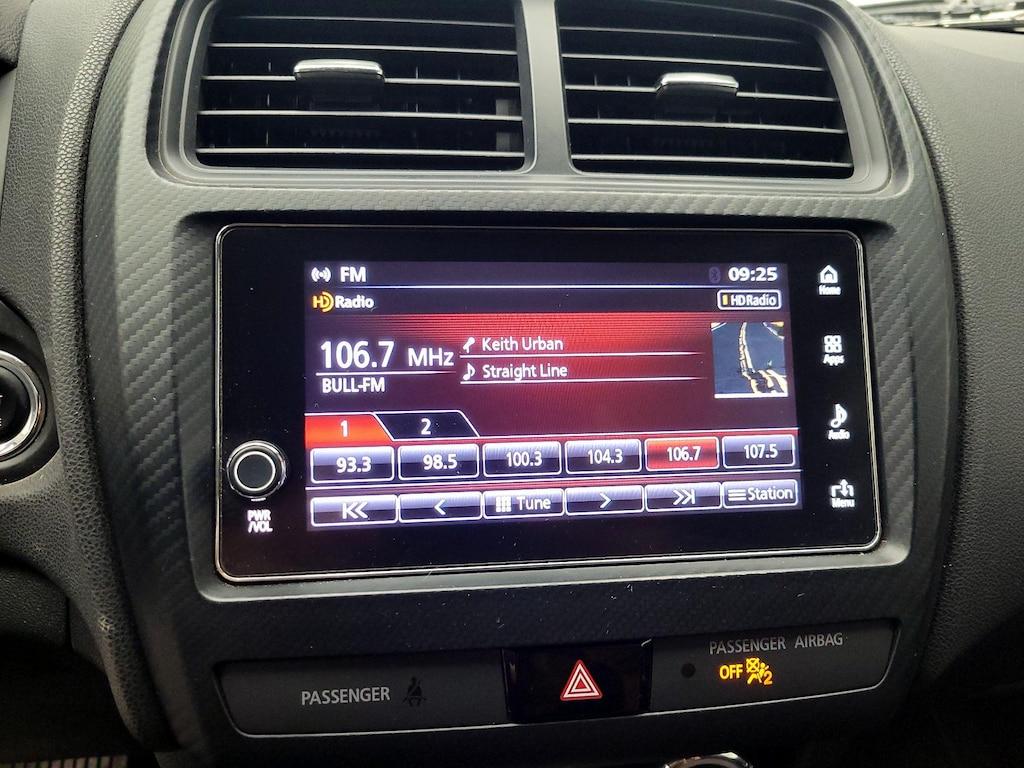 FM 09:25 Home
HD Radio HD Radio
Keith Urban
106.7 MHz Apps
Straight Line
BULL-FM
1 2 Audio
93.3 98.5 100.3 104.3 106.7 107.5
Tune Station Menu
PWR
/VOL
PASSENGER AIRBAG
OFF 2
PASSENGER